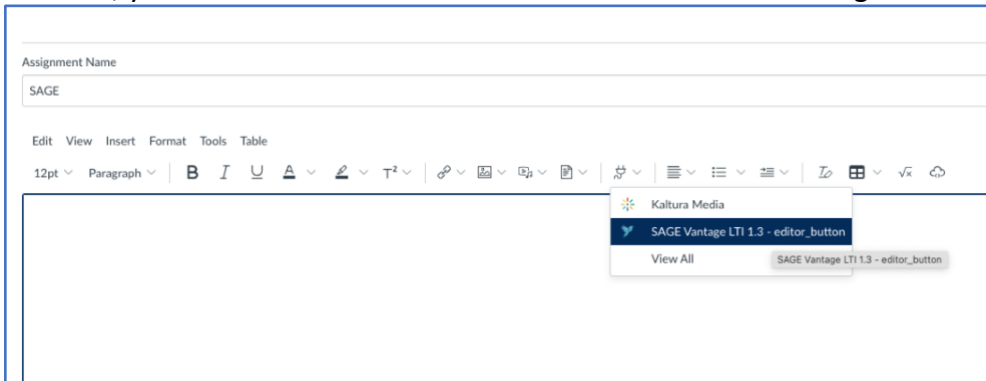 Assignment Name
SAGE
Edit View Insert Format Tools Table
12pt Paragraph B I U A T²
Kaltura Media
SAGE Vantage LTI 1.3 - editor_button
View All
SAGE Vantage LTI 1.3 - editor_button